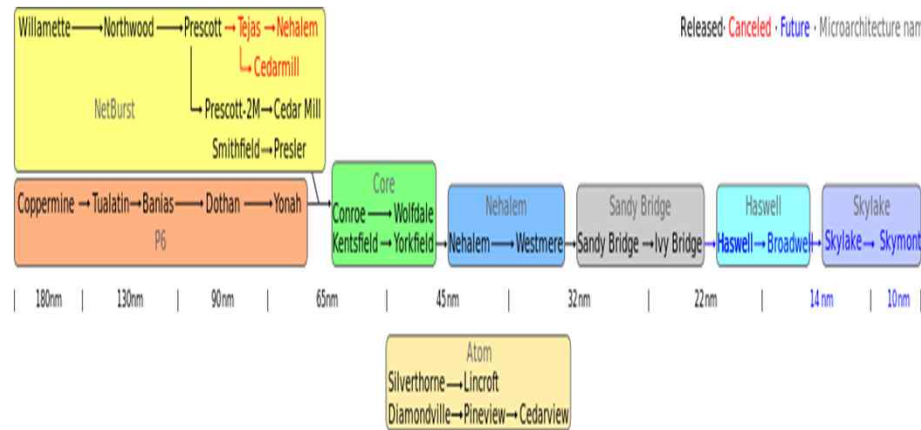 Willamette Northwood Prescott Tejas Nehalem
Released· Canceled · Future · Microarchitecture nam
Cedarmill
NetBurst
Prescott-2M Cedar Mill
Smithfield Presler
Coppermine Tualatin Banias Dothan Yonah
P6
Core
Conroe Wolfdale
Kentsfield Yorkfield
Nehalem
Nehalem Westmere
Sandy Bridge
Sandy Bridge Ivy Bridge
Haswell
Haswell Broadwell
Skylake
Skylake Skymont
| 180nm | 130nm | 90nm | 65nm | 45nm | 32nm | 22nm | 14nm | 10nm
Atom
Silverthorne Lincroft
Diamondville Pineview Cedarview